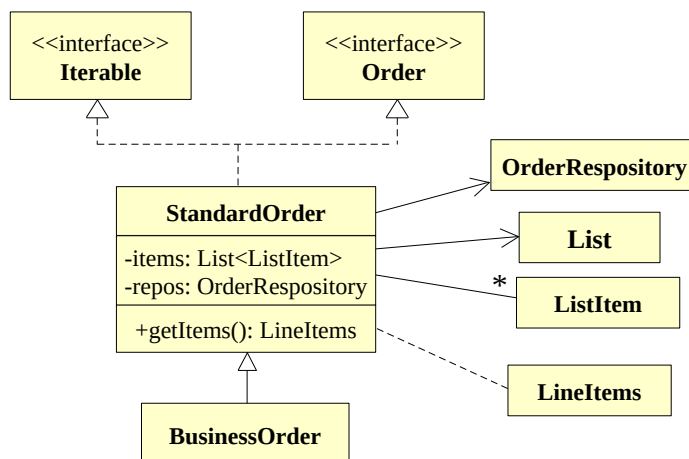 <<interface>>
Iterable
<<interface>>
Order
OrderRespository
StandardOrder
List
-items: List<ListItem>
-repos: OrderRespository
*
ListItem
+getItems(): LineItems
LineItems
BusinessOrder